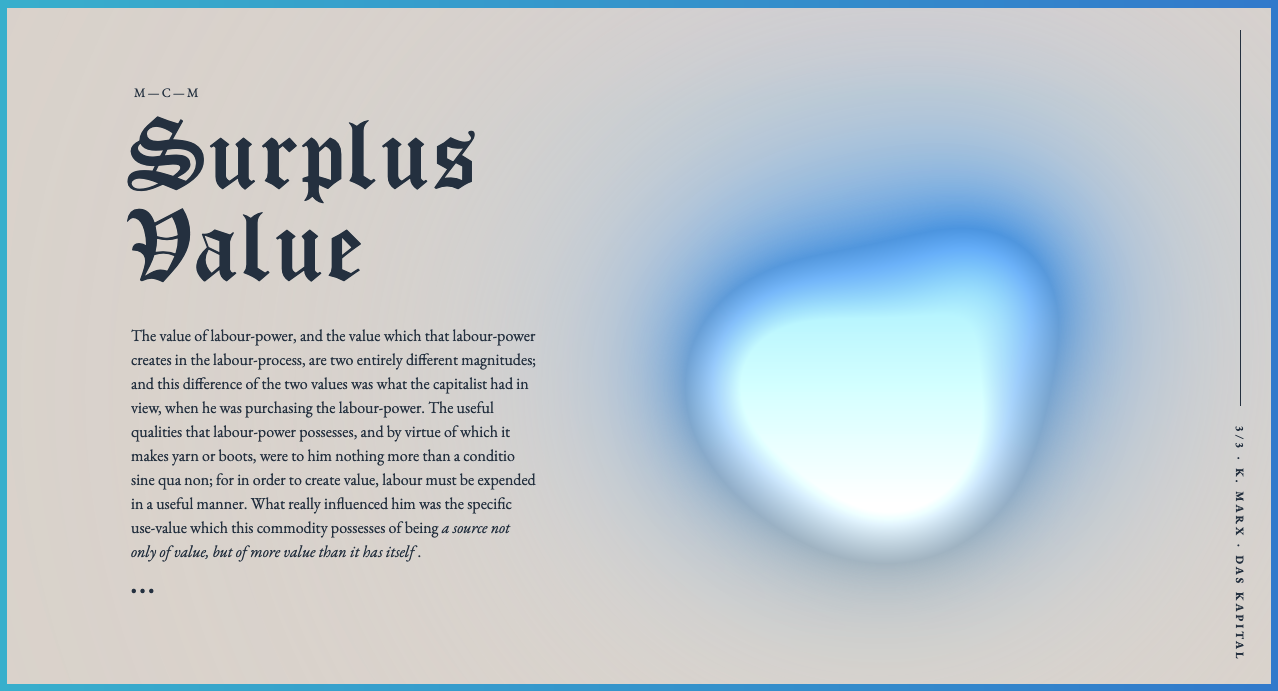 M—C—M
Surplus
Value
The value of labour-power, and the value which that labour-power
creates in the labour-process, are two entirely different magnitudes;
and this difference of the two values was what the capitalist had in
view, when he was purchasing the labour-power. The useful
qualities that labour-power possesses, and by virtue of which it
makes yarn or boots, were to him nothing more than a conditio
sine qua non; for in order to create value, labour must be expended
in a useful manner. What really influenced him was the specific
use-value which this commodity possesses of being a source not
only of value, but of more value than it has itself .
•••
3/3 · K. MARX · DAS KAPITAL